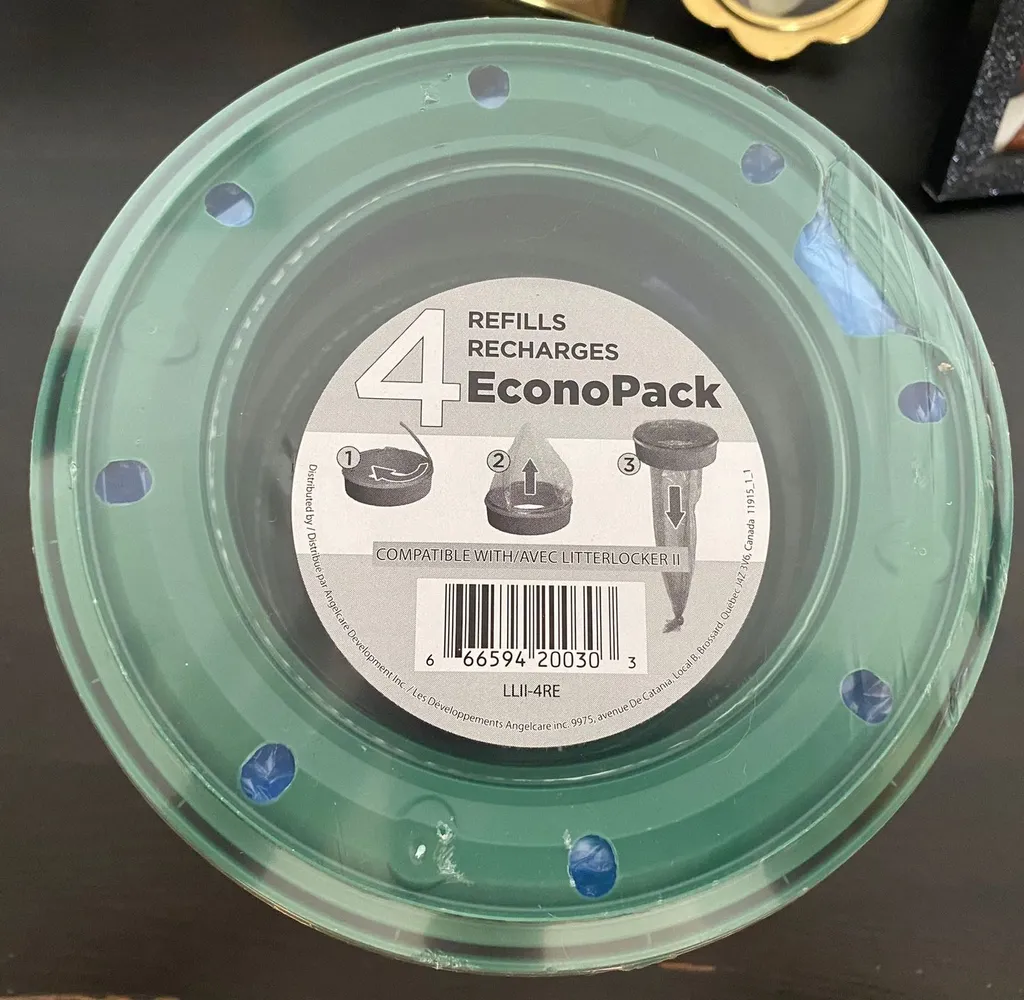 4
REFILLS
RECHARGES
EconoPack
1
2
3
COMPATIBLE WITH/AVEC LITTERLOCKER II
6 66594 20030 3
LLII-4RE
Distributed by / Distribué par Angelcare Development Inc. / Les Développements Angelcare inc. 9975, avenue De Catania, Local B, Brossard, Québec J4Z 3V6, Canada 11915_1_1